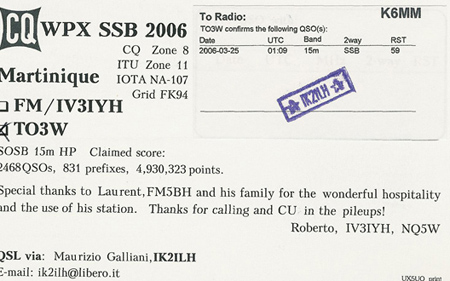 CQ WPX SSB 2006
CQ Zone 8
ITU Zone 11
Martinique IOTA NA-107
Grid FK94
FM/IV3IYH
TO3W
SOSB 15m HP Claimed score:
2468QSOs, 831 prefixes, 4,930,323 points.
Special thanks to Laurent, FM5BH and his family for the wonderful hospitality
and the use of his station. Thanks for calling and CU in the pileups!
Roberto, IV3IYH, NQ5W
QSL via: Maurizio Galliani, IK2ILH
E-mail: ik2ilh@libero.it
To Radio: K6MM
TO3W confirms the following QSO(s):
Date UTC Band 2way RST
2006-03-25 01:09 15m SSB 59
IK2ILH
UX5UO print